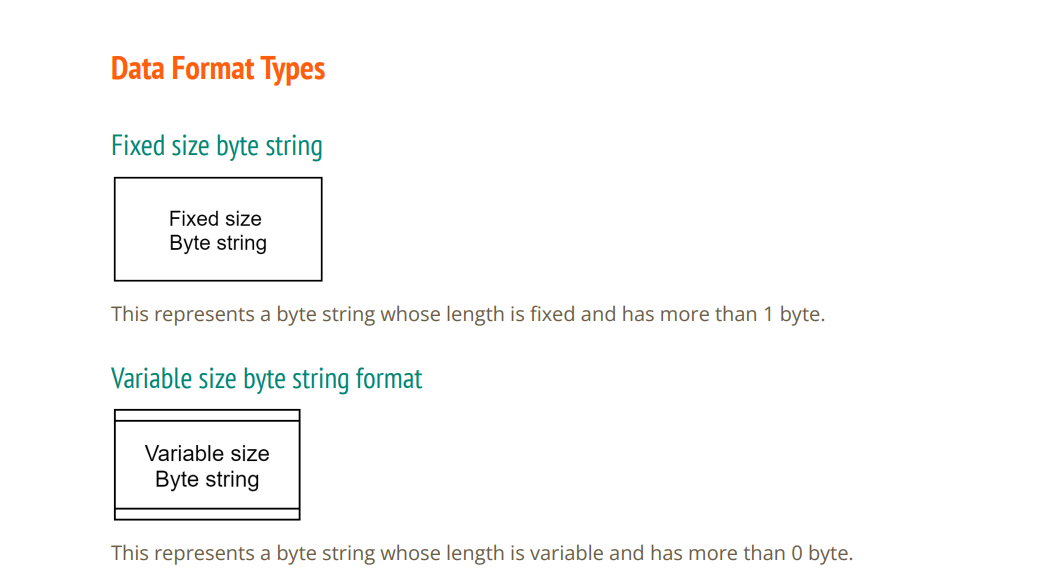 Data Format Types
Fixed size byte string
Fixed size
Byte string
This represents a byte string whose length is fixed and has more than 1 byte.
Variable size byte string format
Variable size
Byte string
This represents a byte string whose length is variable and has more than 0 byte.